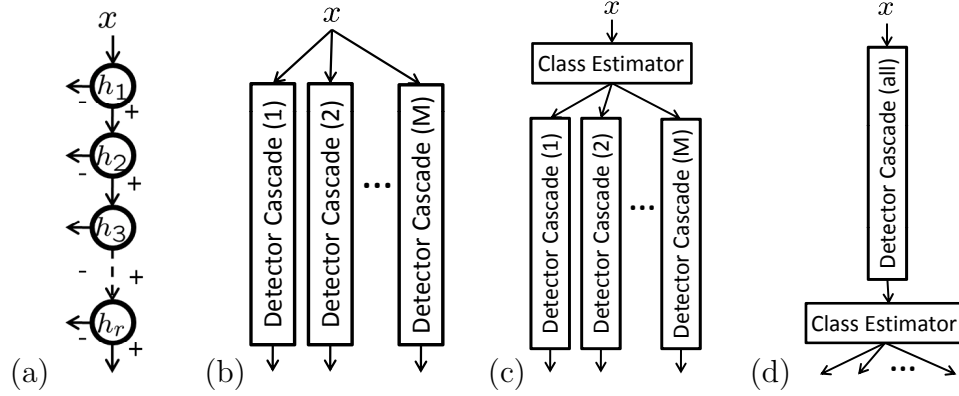 x
h1
-
+
h2
-
+
h3
-
+
hr
-
+
(a)
x
Detector Cascade (1)
Detector Cascade (2)
...
Detector Cascade (M)
(b)
x
Class Estimator
Detector Cascade (1)
Detector Cascade (2)
...
Detector Cascade (M)
(c)
x
Detector Cascade (all)
Class Estimator
...
(d)